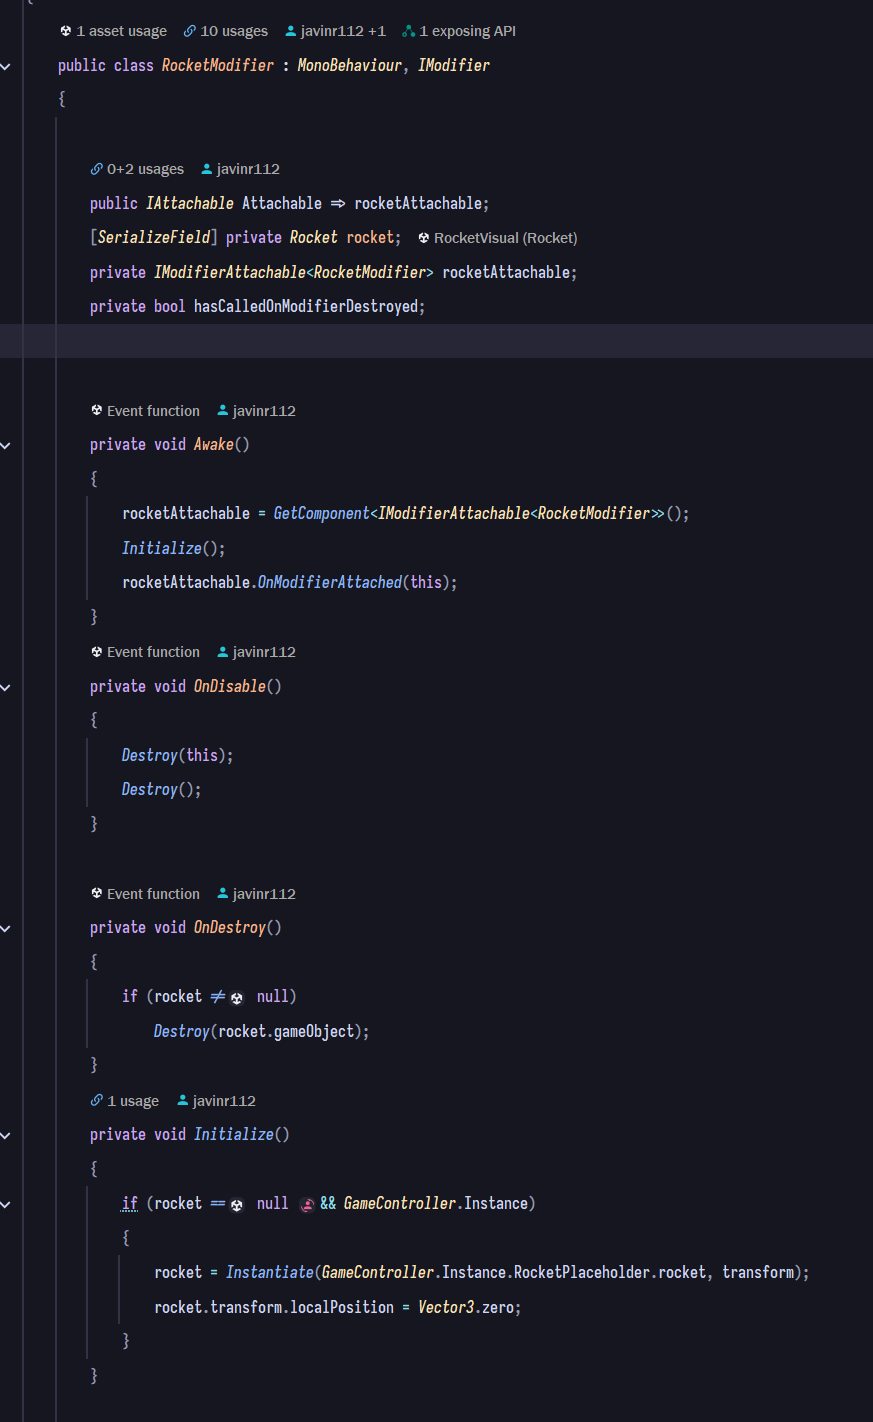 {
1 asset usage 10 usages javinr112 +1 1 exposing API
public class RocketModifier : MonoBehaviour, IModifier
{
0+2 usages javinr112
public IAttachable Attachable => rocketAttachable;
[SerializeField] private Rocket rocket; RocketVisual (Rocket)
private IModifierAttachable<RocketModifier> rocketAttachable;
private bool hasCalledOnModifierDestroyed;
Event function javinr112
private void Awake()
{
rocketAttachable = GetComponent<IModifierAttachable<RocketModifier>>();
Initialize();
rocketAttachable.OnModifierAttached(this);
}
Event function javinr112
private void OnDisable()
{
Destroy(this);
Destroy();
}
Event function javinr112
private void OnDestroy()
{
if (rocket != null)
Destroy(rocket.gameObject);
}
1 usage javinr112
private void Initialize()
{
if (rocket == null && GameController.Instance)
{
rocket = Instantiate(GameController.Instance.RocketPlaceholder.rocket, transform);
rocket.transform.localPosition = Vector3.zero;
}
}